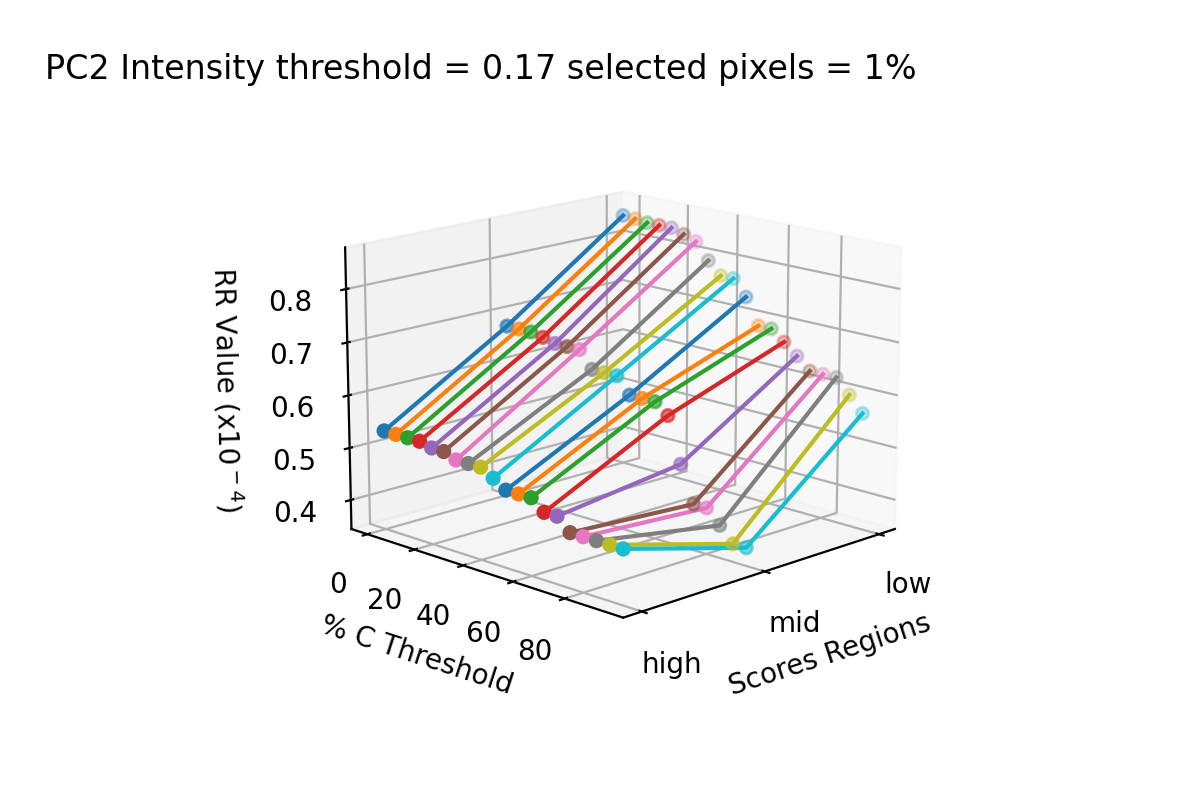 PC2 Intensity threshold = 0.17 selected pixels = 1%
RR Value (x10⁻⁴)
0.8
0.7
0.6
0.5
0.4
0
20
40
60
80
% C Threshold
high
mid
low
Scores Regions